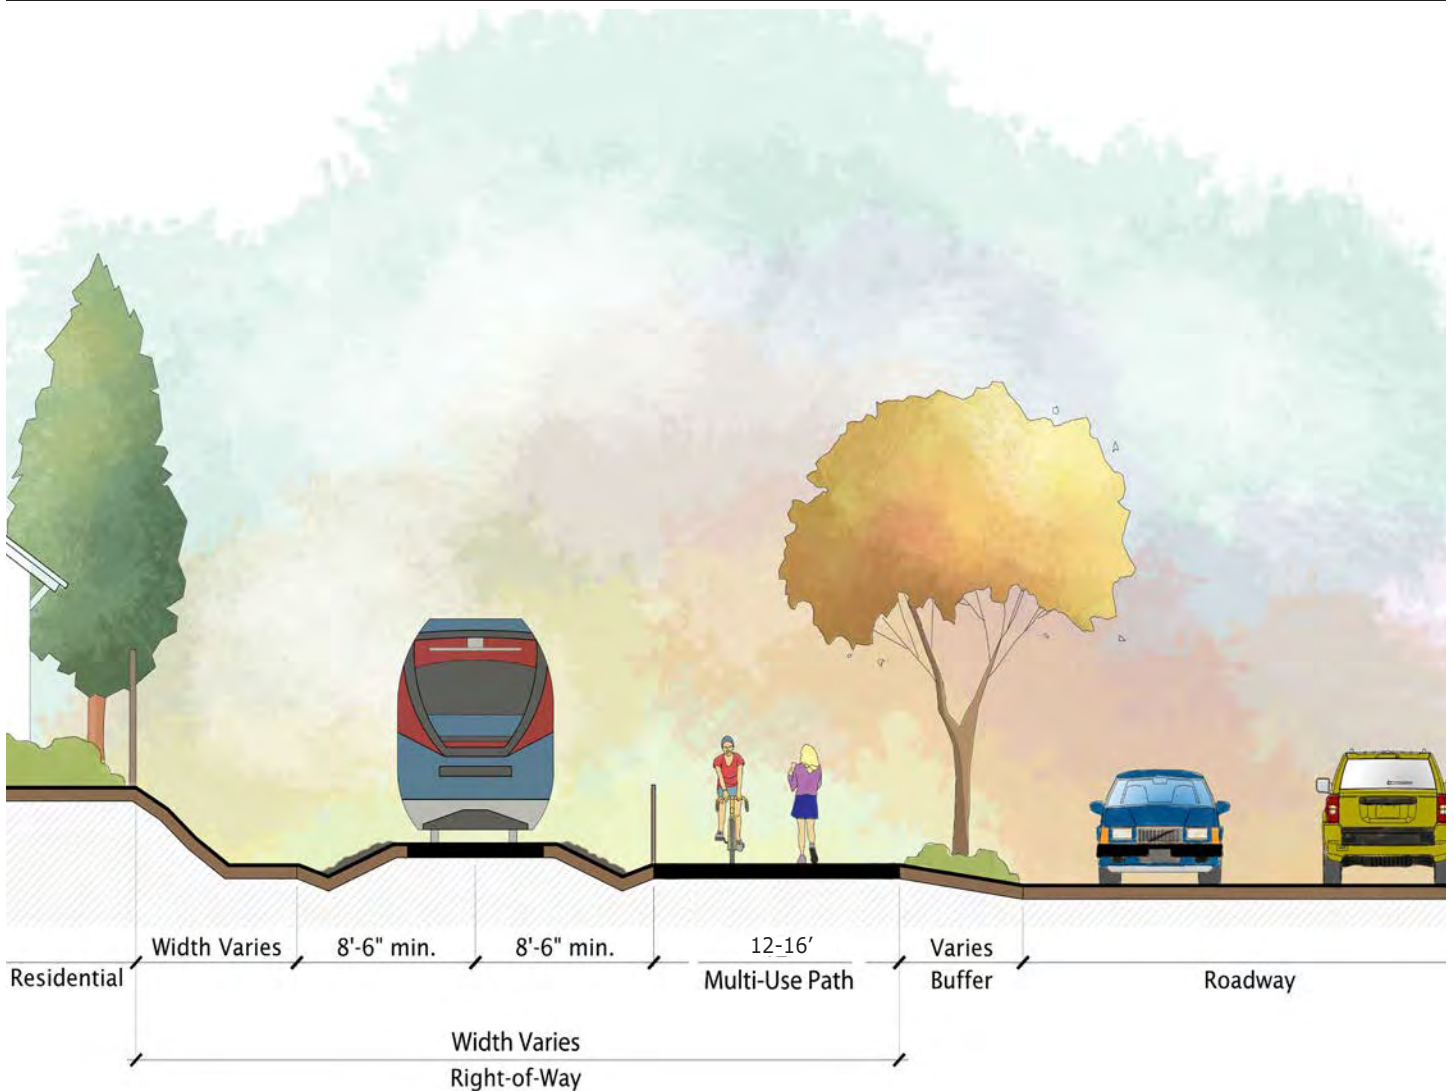 Width Varies
8'-6" min.
8'-6" min.
12-16′
Varies
Residential
Multi-Use Path
Buffer
Roadway
Width Varies
Right-of-Way